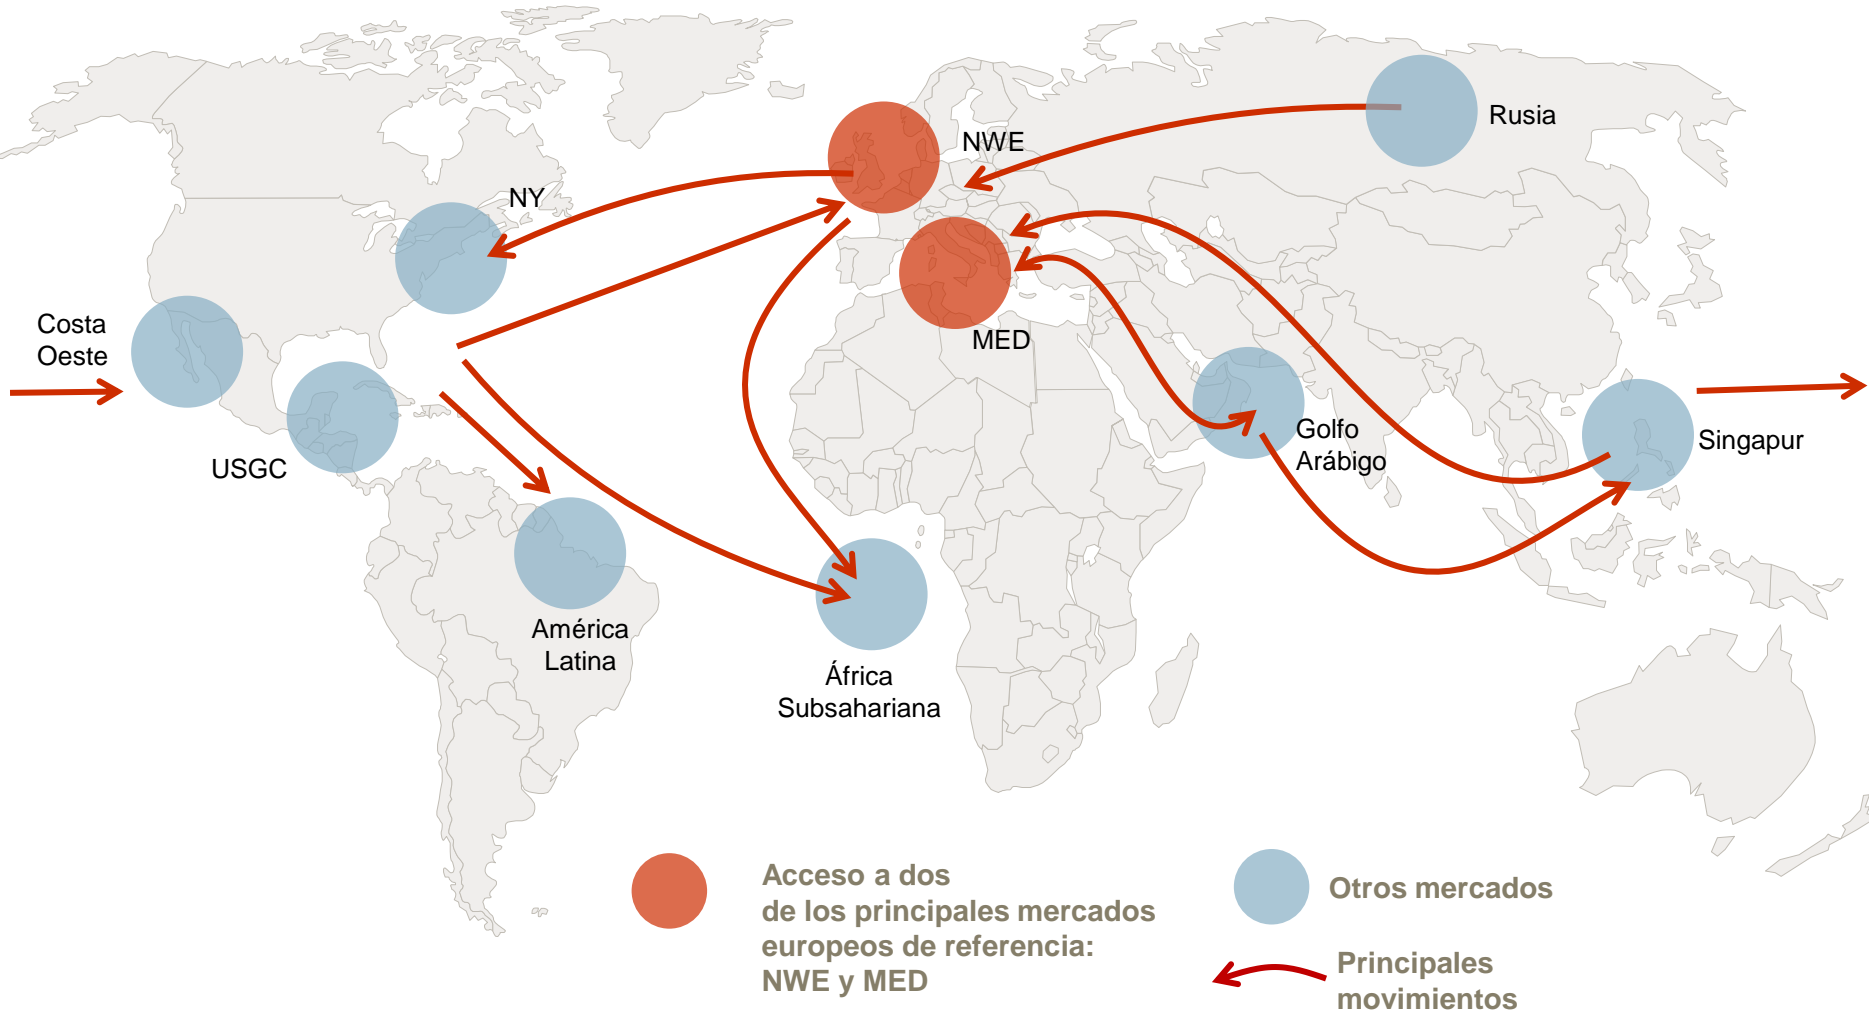 Rusia
NWE
NY
Costa
Oeste
MED
USGC
Golfo
Arábigo
Singapur
América
Latina
África
Subsahariana
Acceso a dos
de los principales mercados
europeos de referencia:
NWE y MED
Otros mercados
Principales
movimientos